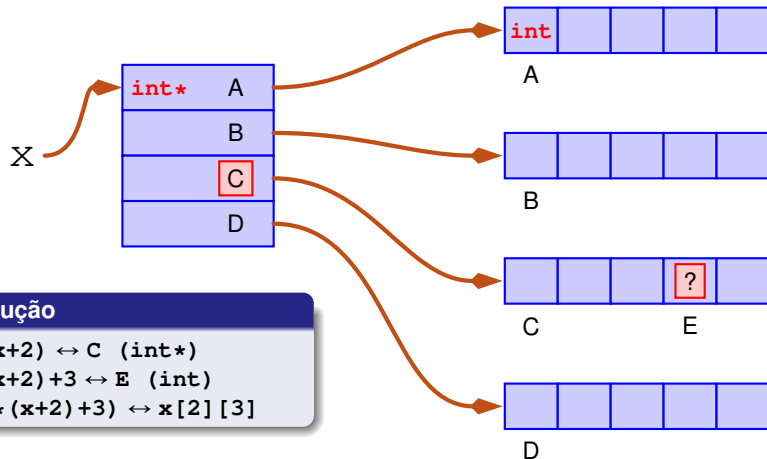 int
A
int* A
X
B
B
C
D
?
C E
ução
x+2) ↔ C (int*)
x+2)+3 ↔ E (int)
*(x+2)+3) ↔ x[2][3]
D